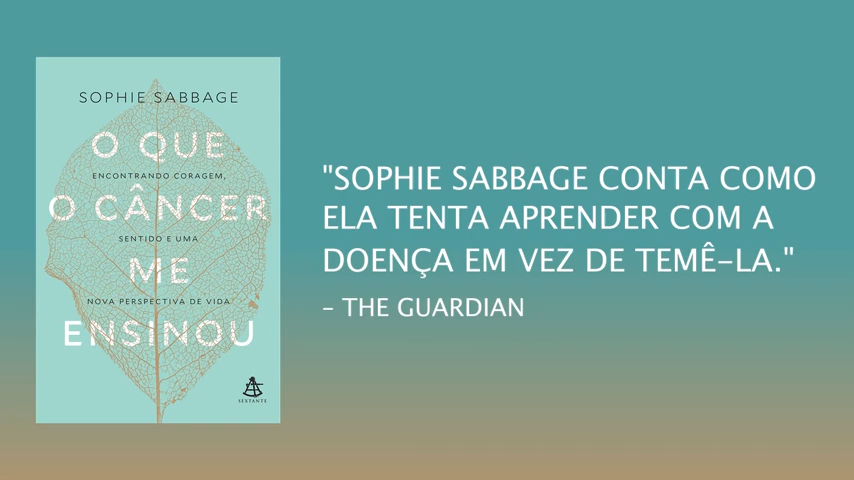 SOPHIE SABBAGE
O QUE
ENCONTRANDO CORAGEM,
O CÂNCER
SENTIDO E UMA
ME
NOVA PERSPECTIVA DE VIDA
ENSINOU
SEXTANTE
"SOPHIE SABBAGE CONTA COMO
ELA TENTA APRENDER COM A
DOENÇA EM VEZ DE TEMÊ-LA."
- THE GUARDIAN